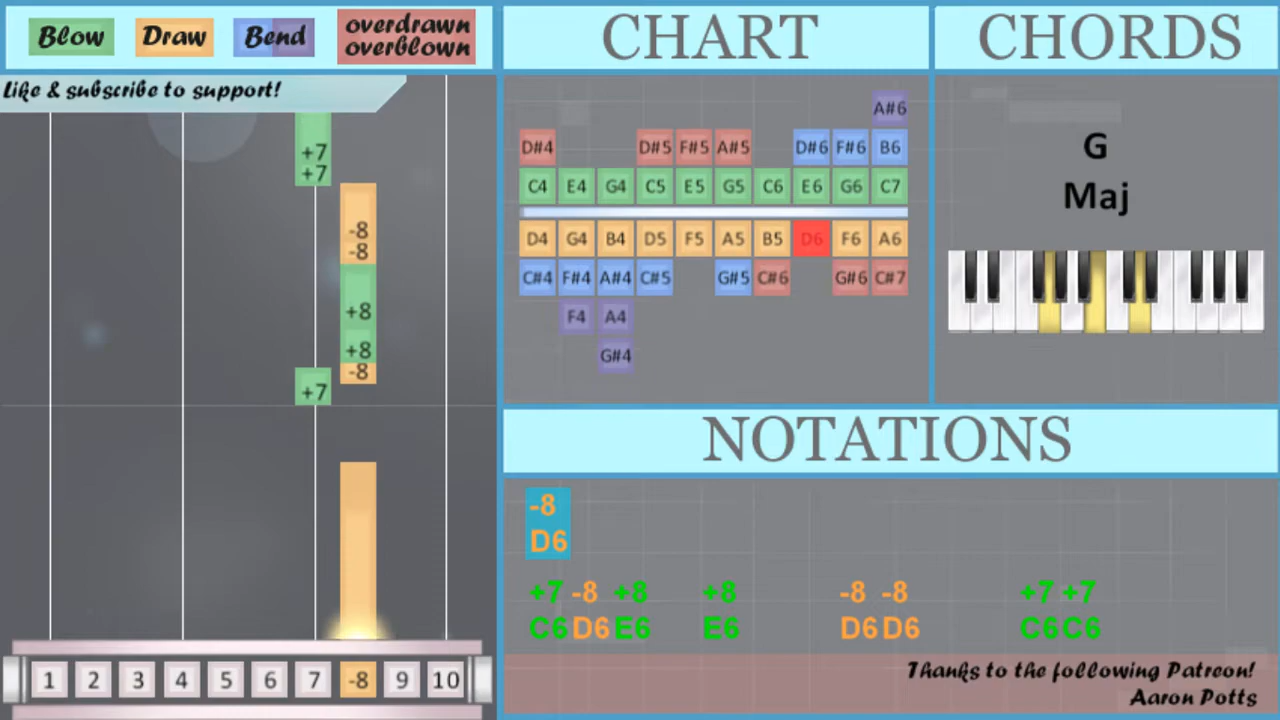 Blow Draw Bend overdrawn
overblown
Like & subscribe to support!
+7
+7
-8
-8
+8
+8
-8
+7
1 2 3 4 5 6 7 -8 9 10
CHART
A#6
D#4 D#5 F#5 A#5 D#6 F#6 B6
C4 E4 G4 C5 E5 G5 C6 E6 G6 C7
D4 G4 B4 D5 F5 A5 B5 D6 F6 A6
C#4 F#4 A#4 C#5 G#5 C#6 G#6 C#7
F4 A4
G#4
CHORDS
G
Maj
NOTATIONS
-8
D6
+7 -8 +8 +8 -8 -8 +7 +7
C6 D6 E6 E6 D6 D6 C6 C6
Thanks to the following Patreon!
Aaron Potts